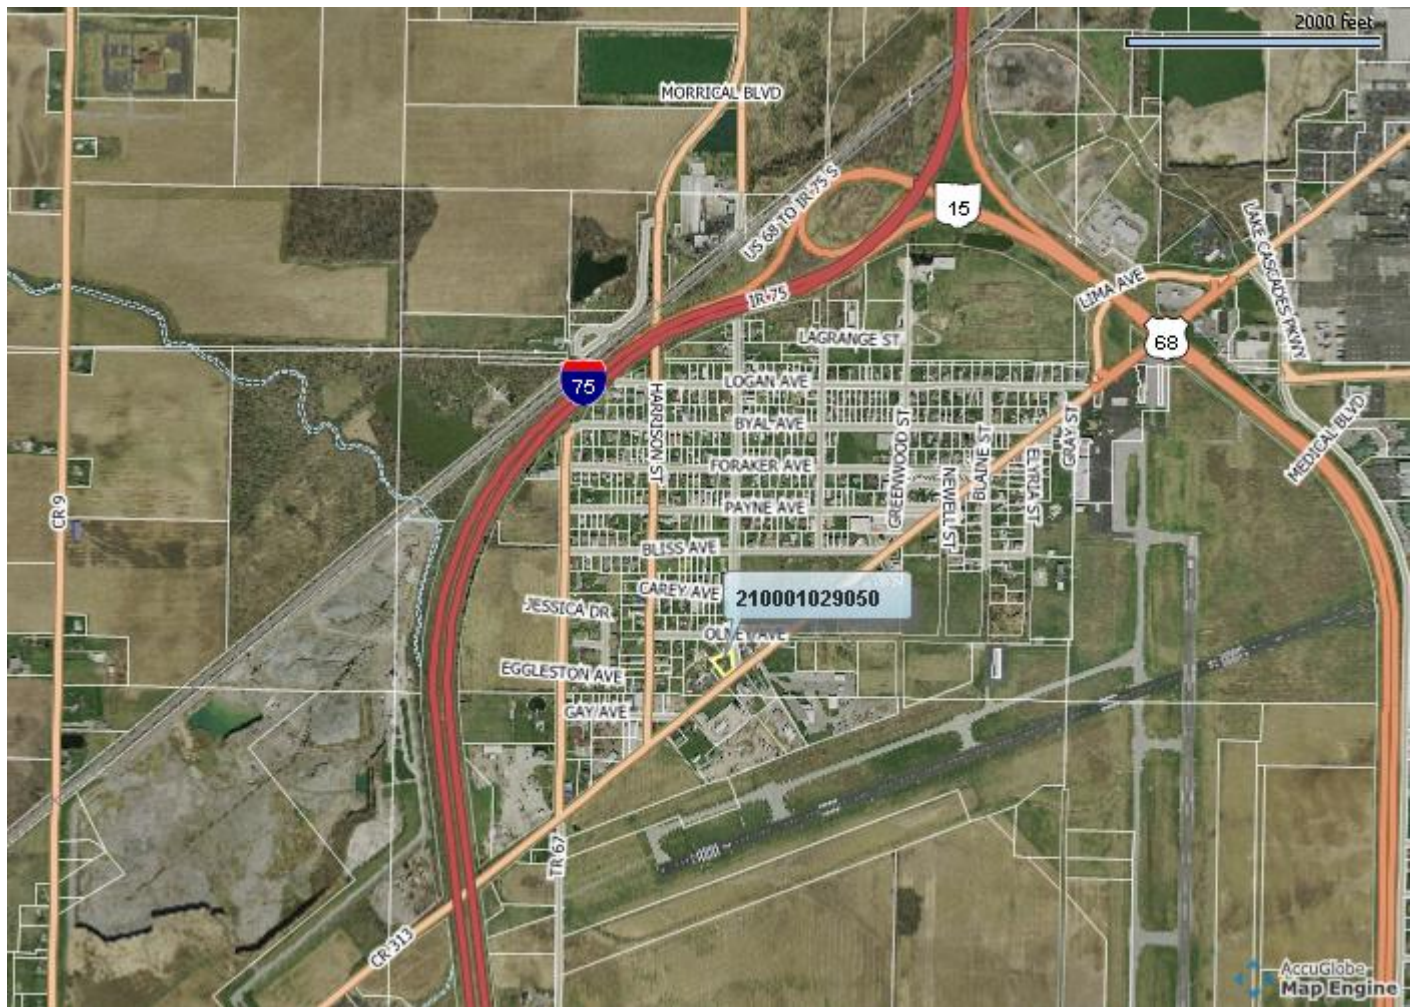 2000 feet
MORRICAL BLVD
US 68 TO IR 75 S
15
LAKE CASCADES PKWY
LIMA AVE
IR 75
LAGRANGE ST
68
75
LOGAN AVE
HARRISON ST
BYAL AVE
GREENWOOD ST
BLAINE ST
GRAY ST
MEDICAL BLVD
FORAKER AVE
NEWELL ST
ELYRIA ST
CR 9
PAYNE AVE
BLISS AVE
CAREY AVE
210001029050
JESSICA DR
OLNEY AVE
EGGLESTON AVE
GAY AVE
TR 67
CR 313
AccuGlobe
Map Engine